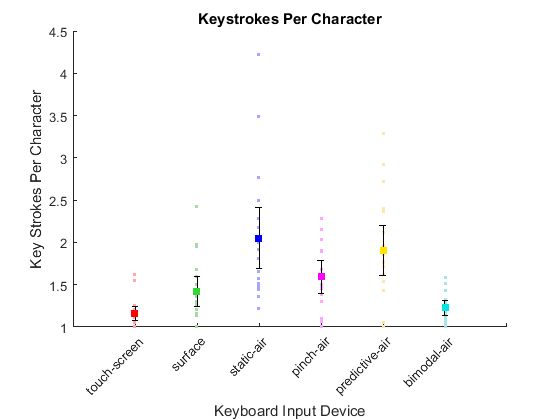 Keystrokes Per Character
Key Strokes Per Character
4.5
4
3.5
3
2.5
2
1.5
1
touch-screen
surface
static-air
pinch-air
predictive-air
bimodal-air
Keyboard Input Device